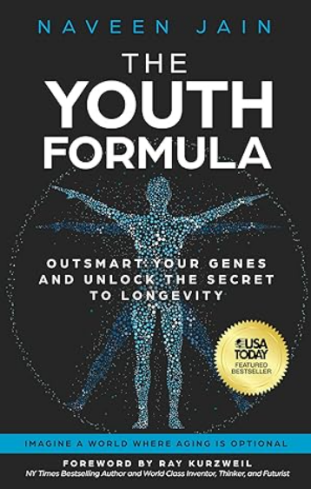 NAVEEN JAIN
THE
YOUTH
FORMULA
OUTSMART YOUR GENES
AND UNLOCK THE SECRET
TO LONGEVITY
USA
TODAY
FEATURED
BESTSELLER
IMAGINE A WORLD WHERE AGING IS OPTIONAL
FOREWORD BY RAY KURZWEIL
NY Times Bestselling Author and World Class Inventor, Thinker, and Futurist